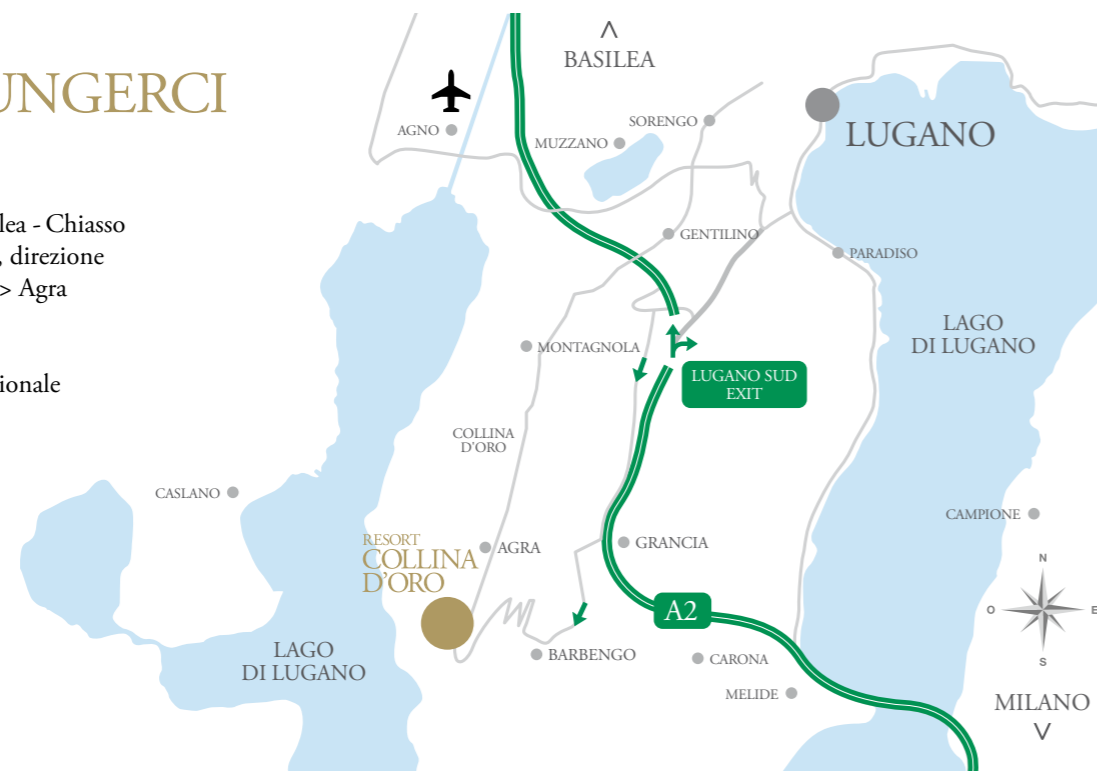 UNGERCI
lea - Chiasso
, direzione
> Agra
ionale
BASILEA
AGNO
SORENGO
MUZZANO
LUGANO
GENTILINO
PARADISO
LAGO
DI LUGANO
MONTAGNOLA
LUGANO SUD
EXIT
COLLINA
D'ORO
CASLANO
CAMPIONE
RESORT
COLLINA
D'ORO
AGRA
GRANCIA
N
O
E
S
A2
LAGO
DI LUGANO
BARBENGO
CARONA
MELIDE
MILANO